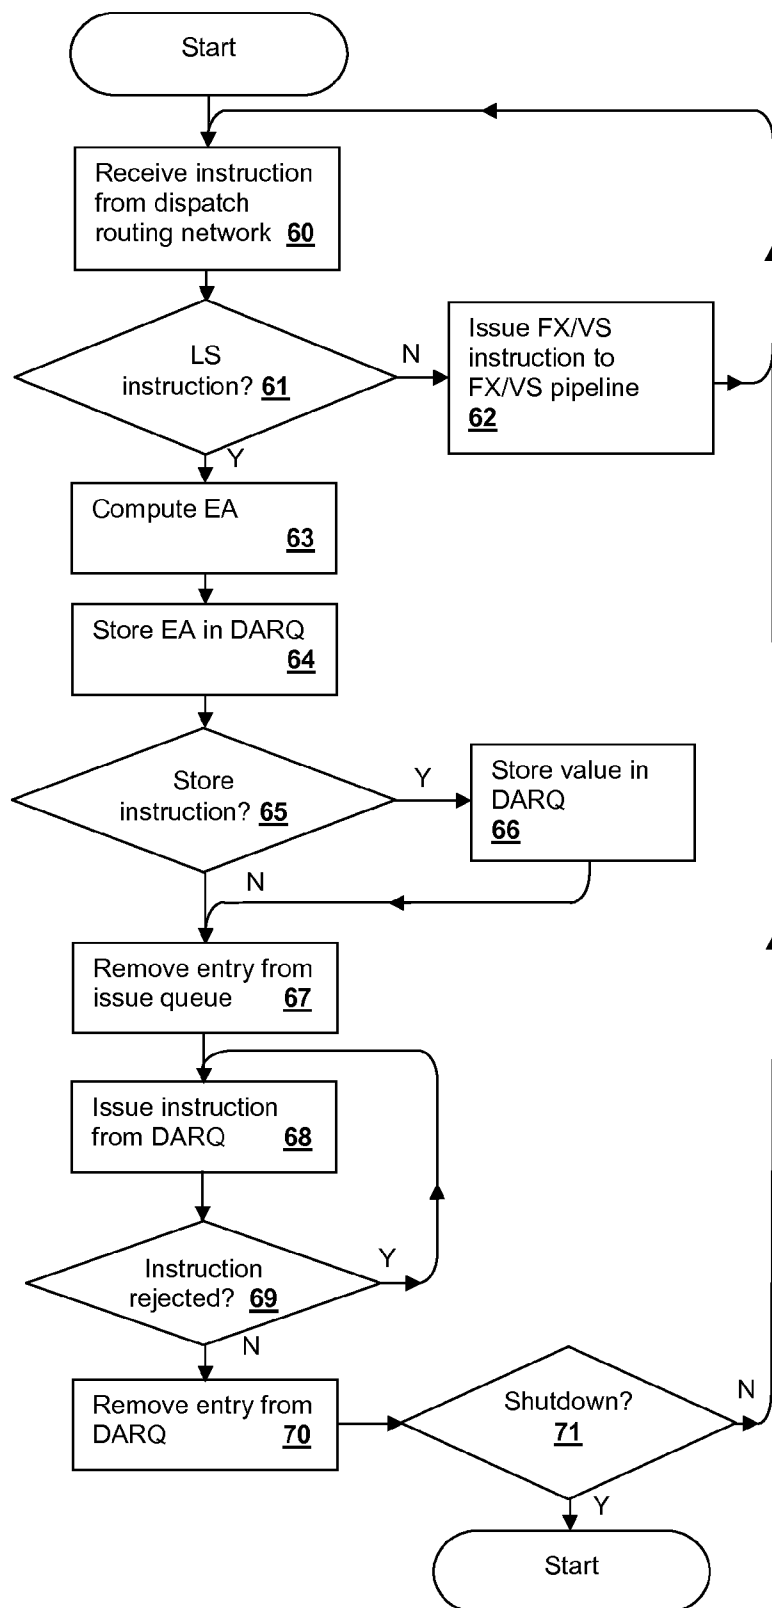 Start
Receive instruction
from dispatch
routing network 60
LS
instruction? 61
N
Issue FX/VS
instruction to
FX/VS pipeline
62
Y
Compute EA
63
Store EA in DARQ
64
Store
instruction? 65
Y
Store value in
DARQ
66
N
Remove entry from
issue queue 67
Issue instruction
from DARQ 68
Instruction
rejected? 69
Y
N
Remove entry from
DARQ 70
Shutdown?
71
N
Y
Start